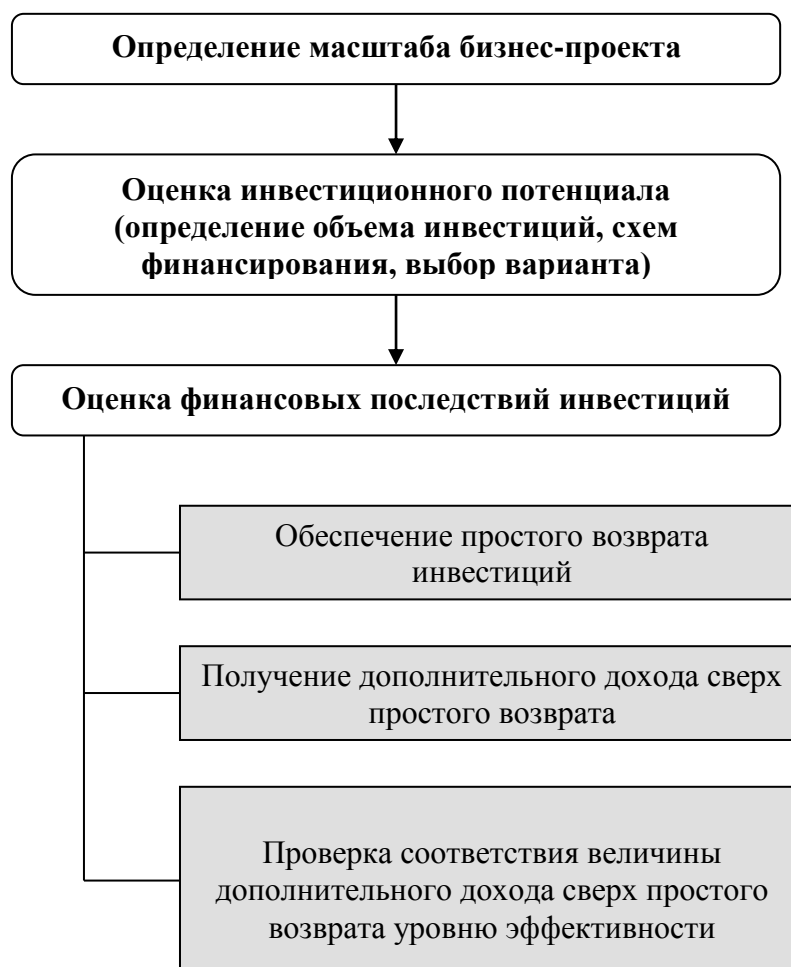 Определение масштаба бизнес-проекта
Оценка инвестиционного потенциала
(определение объема инвестиций, схем
финансирования, выбор варианта)
Оценка финансовых последствий инвестиций
Обеспечение простого возврата
инвестиций
Получение дополнительного дохода сверх
простого возврата
Проверка соответствия величины
дополнительного дохода сверх простого
возврата уровню эффективности